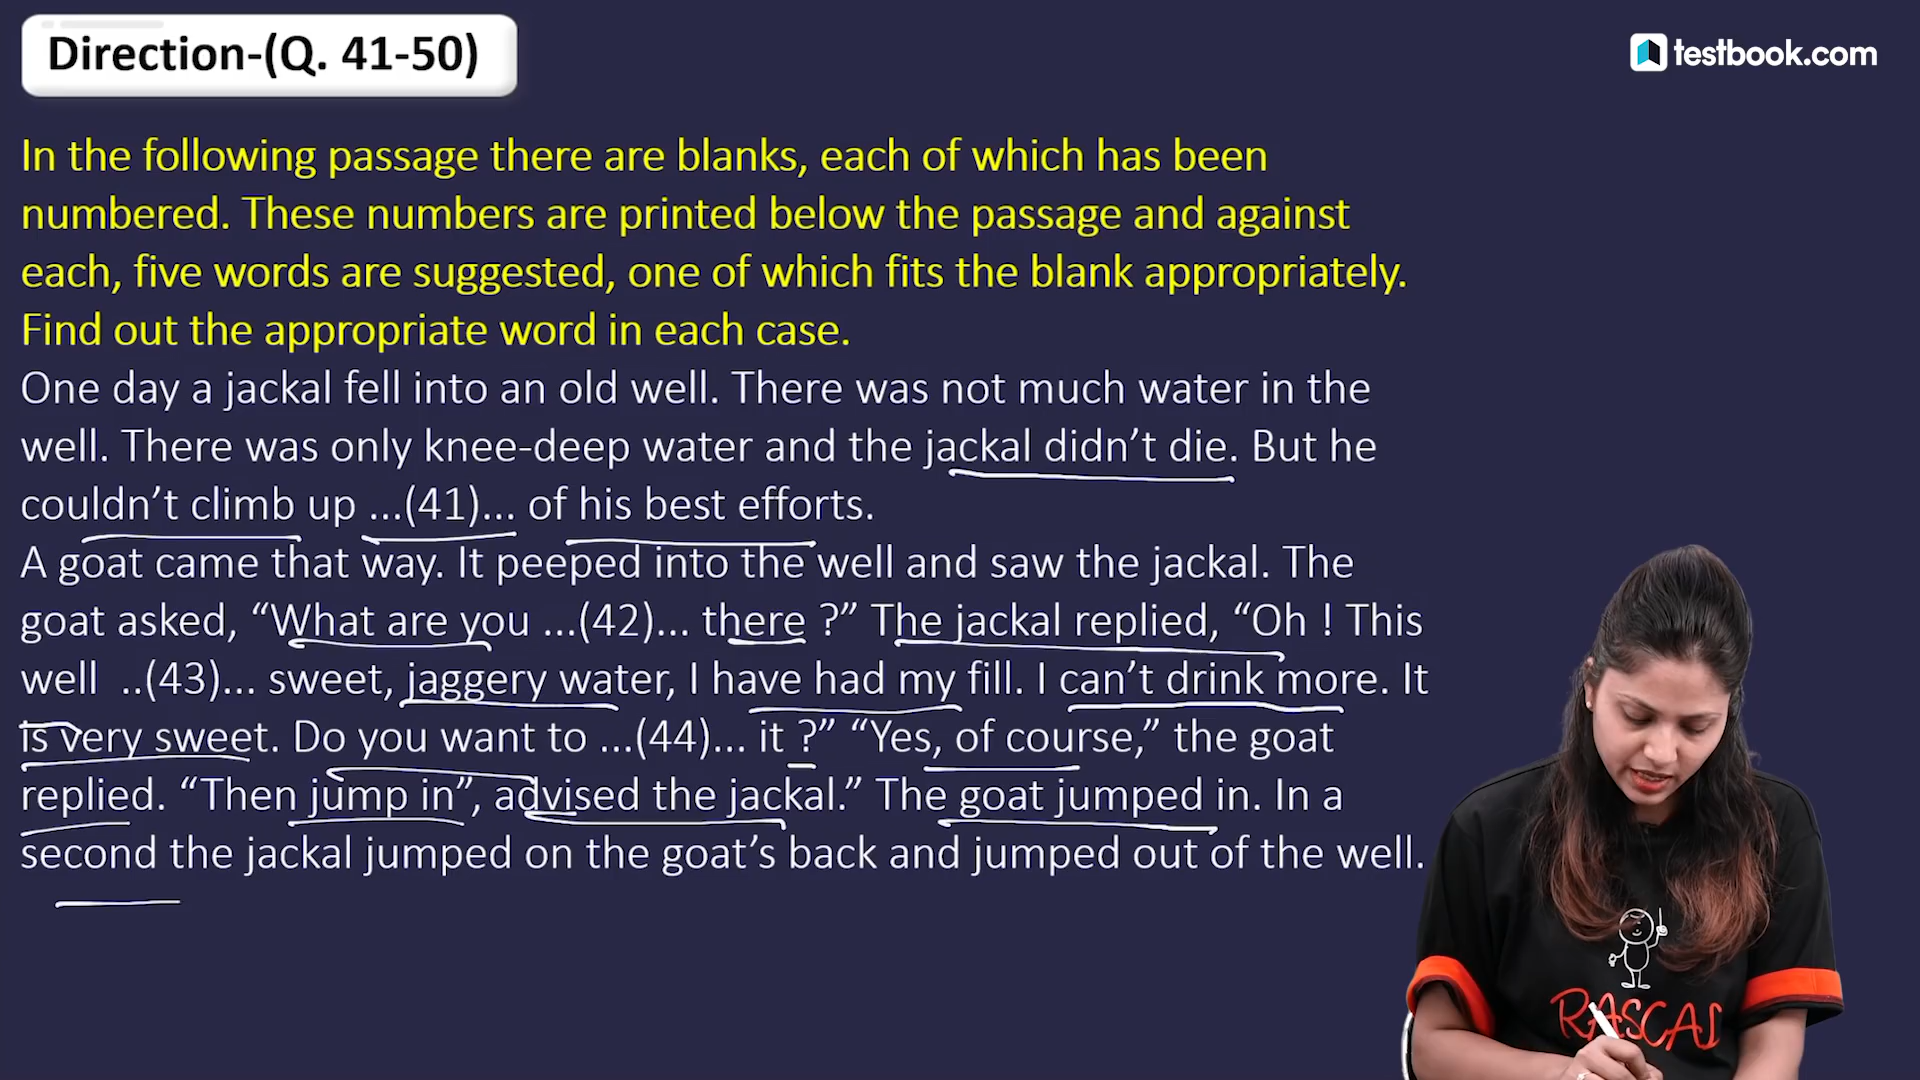 Direction-(Q. 41-50)
testbook.com
In the following passage there are blanks, each of which has been
numbered. These numbers are printed below the passage and against
each, five words are suggested, one of which fits the blank appropriately.
Find out the appropriate word in each case.
One day a jackal fell into an old well. There was not much water in the
well. There was only knee-deep water and the jackal didn’t die. But he
couldn’t climb up ...(41)... of his best efforts.
A goat came that way. It peeped into the well and saw the jackal. The
goat asked, “What are you ...(42)... there ?” The jackal replied, “Oh ! This
well ..(43)... sweet, jaggery water, I have had my fill. I can’t drink more. It
is very sweet. Do you want to ...(44)... it ?” “Yes, of course,” the goat
replied. “Then jump in”, advised the jackal.” The goat jumped in. In a
second the jackal jumped on the goat’s back and jumped out of the well.
RASCAL